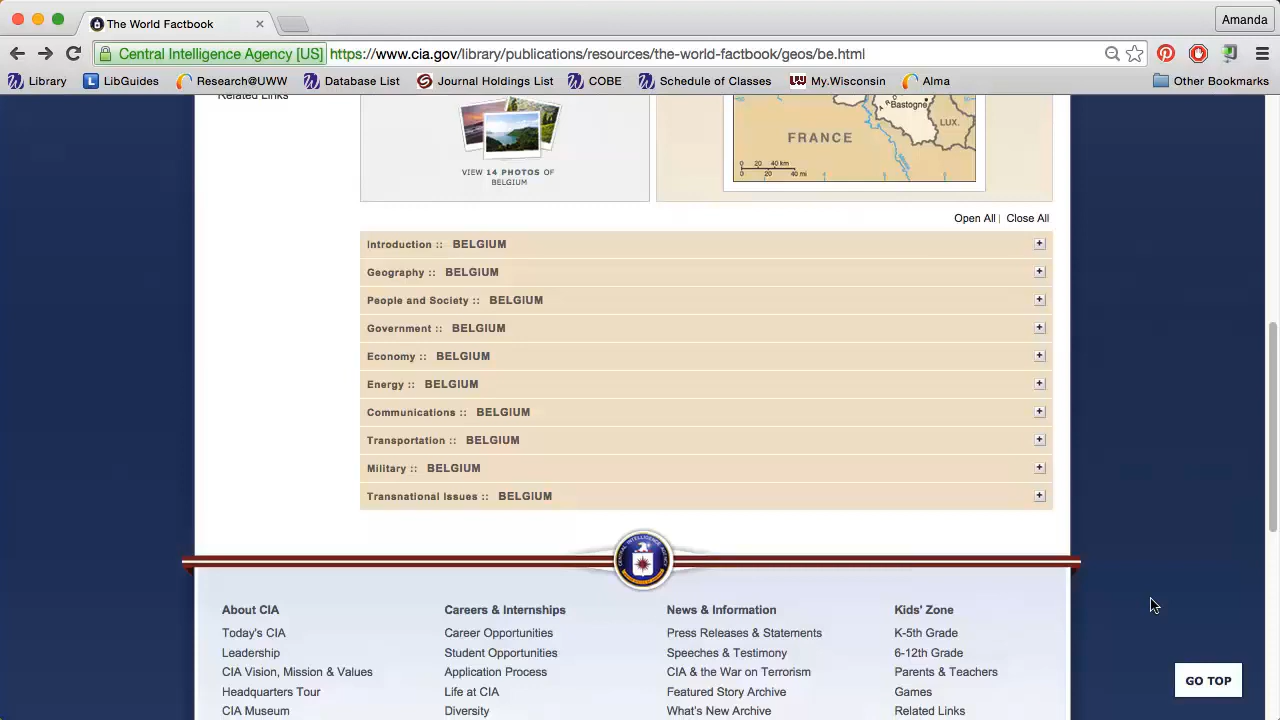 The World Factbook
Amanda
Central Intelligence Agency [US] https://www.cia.gov/library/publications/resources/the-world-factbook/geos/be.html
Library LibGuides Research@UWW Database List Journal Holdings List COBE Schedule of Classes My.Wisconsin Alma Other Bookmarks
Related Links
Bastogne
LUX.
FRANCE
0 20 40 km
0 20 40 mi
VIEW 14 PHOTOS OF
BELGIUM
Open All | Close All
Introduction :: BELGIUM
Geography :: BELGIUM
People and Society :: BELGIUM
Government :: BELGIUM
Economy :: BELGIUM
Energy :: BELGIUM
Communications :: BELGIUM
Transportation :: BELGIUM
Military :: BELGIUM
Transnational Issues :: BELGIUM
CENTRAL INTELLIGENCE AGENCY
About CIA
Today's CIA
Leadership
CIA Vision, Mission & Values
Headquarters Tour
CIA Museum
Careers & Internships
Career Opportunities
Student Opportunities
Application Process
Life at CIA
Diversity
News & Information
Press Releases & Statements
Speeches & Testimony
CIA & the War on Terrorism
Featured Story Archive
What's New Archive
Kids' Zone
K-5th Grade
6-12th Grade
Parents & Teachers
Games
Related Links
GO TOP